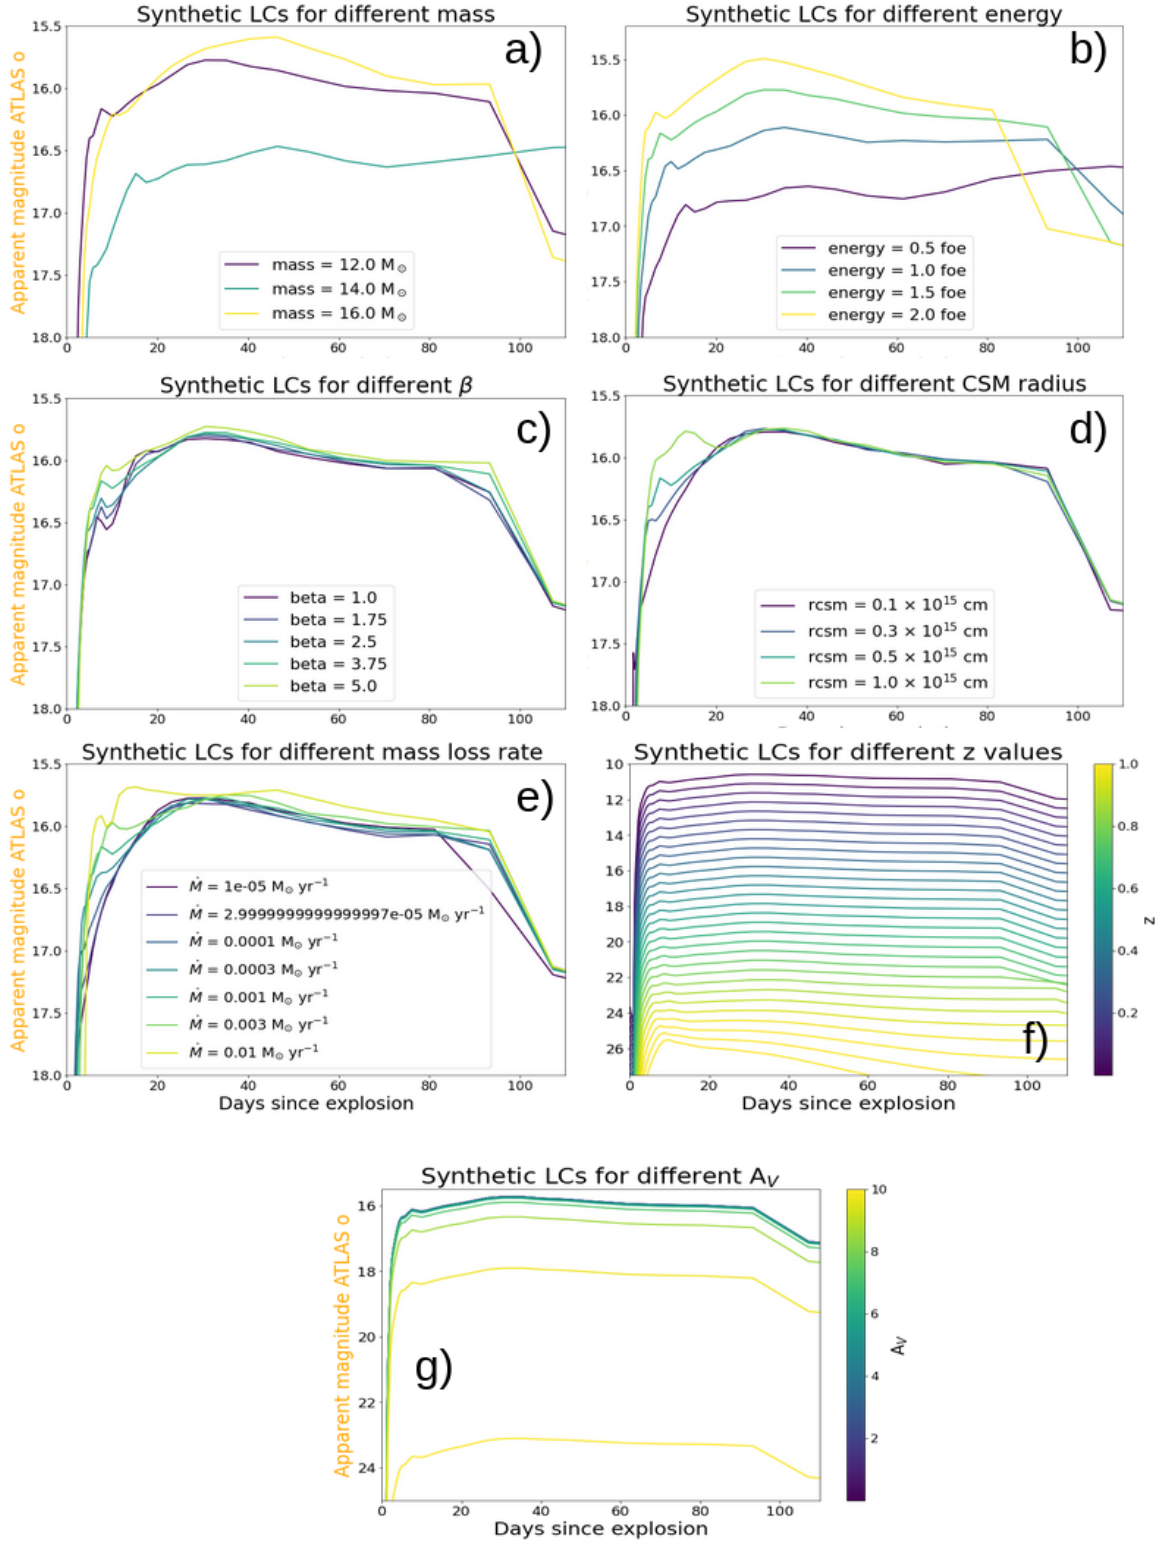 Synthetic LCs for different mass
Apparent magnitude ATLAS o
15.5
16.0
16.5
17.0
17.5
18.0
a)
mass = 12.0 M⊙
mass = 14.0 M⊙
mass = 16.0 M⊙
0 20 40 60 80 100
Synthetic LCs for different energy
15.5
16.0
16.5
17.0
17.5
18.0
b)
energy = 0.5 foe
energy = 1.0 foe
energy = 1.5 foe
energy = 2.0 foe
0 20 40 60 80 100
Synthetic LCs for different β
Apparent magnitude ATLAS o
15.5
16.0
16.5
17.0
17.5
18.0
c)
beta = 1.0
beta = 1.75
beta = 2.5
beta = 3.75
beta = 5.0
0 20 40 60 80 100
Synthetic LCs for different CSM radius
15.5
16.0
16.5
17.0
17.5
18.0
d)
rcsm = 0.1 × 10¹⁵ cm
rcsm = 0.3 × 10¹⁵ cm
rcsm = 0.5 × 10¹⁵ cm
rcsm = 1.0 × 10¹⁵ cm
0 20 40 60 80 100
Synthetic LCs for different mass loss rate
Apparent magnitude ATLAS o
15.5
16.0
16.5
17.0
17.5
18.0
e)
Ṁ = 1e-05 M⊙ yr⁻¹
Ṁ = 2.9999999999999997e-05 M⊙ yr⁻¹
Ṁ = 0.0001 M⊙ yr⁻¹
Ṁ = 0.0003 M⊙ yr⁻¹
Ṁ = 0.001 M⊙ yr⁻¹
Ṁ = 0.003 M⊙ yr⁻¹
Ṁ = 0.01 M⊙ yr⁻¹
0 20 40 60 80 100
Days since explosion
Synthetic LCs for different z values
10
12
14
16
18
20
22
24
26
f)
0 20 40 60 80 100
Days since explosion
1.0
0.8
0.6
0.4
0.2
z
Synthetic LCs for different A_V
Apparent magnitude ATLAS o
16
18
20
22
24
g)
0 20 40 60 80 100
Days since explosion
10
8
6
4
2
A_V